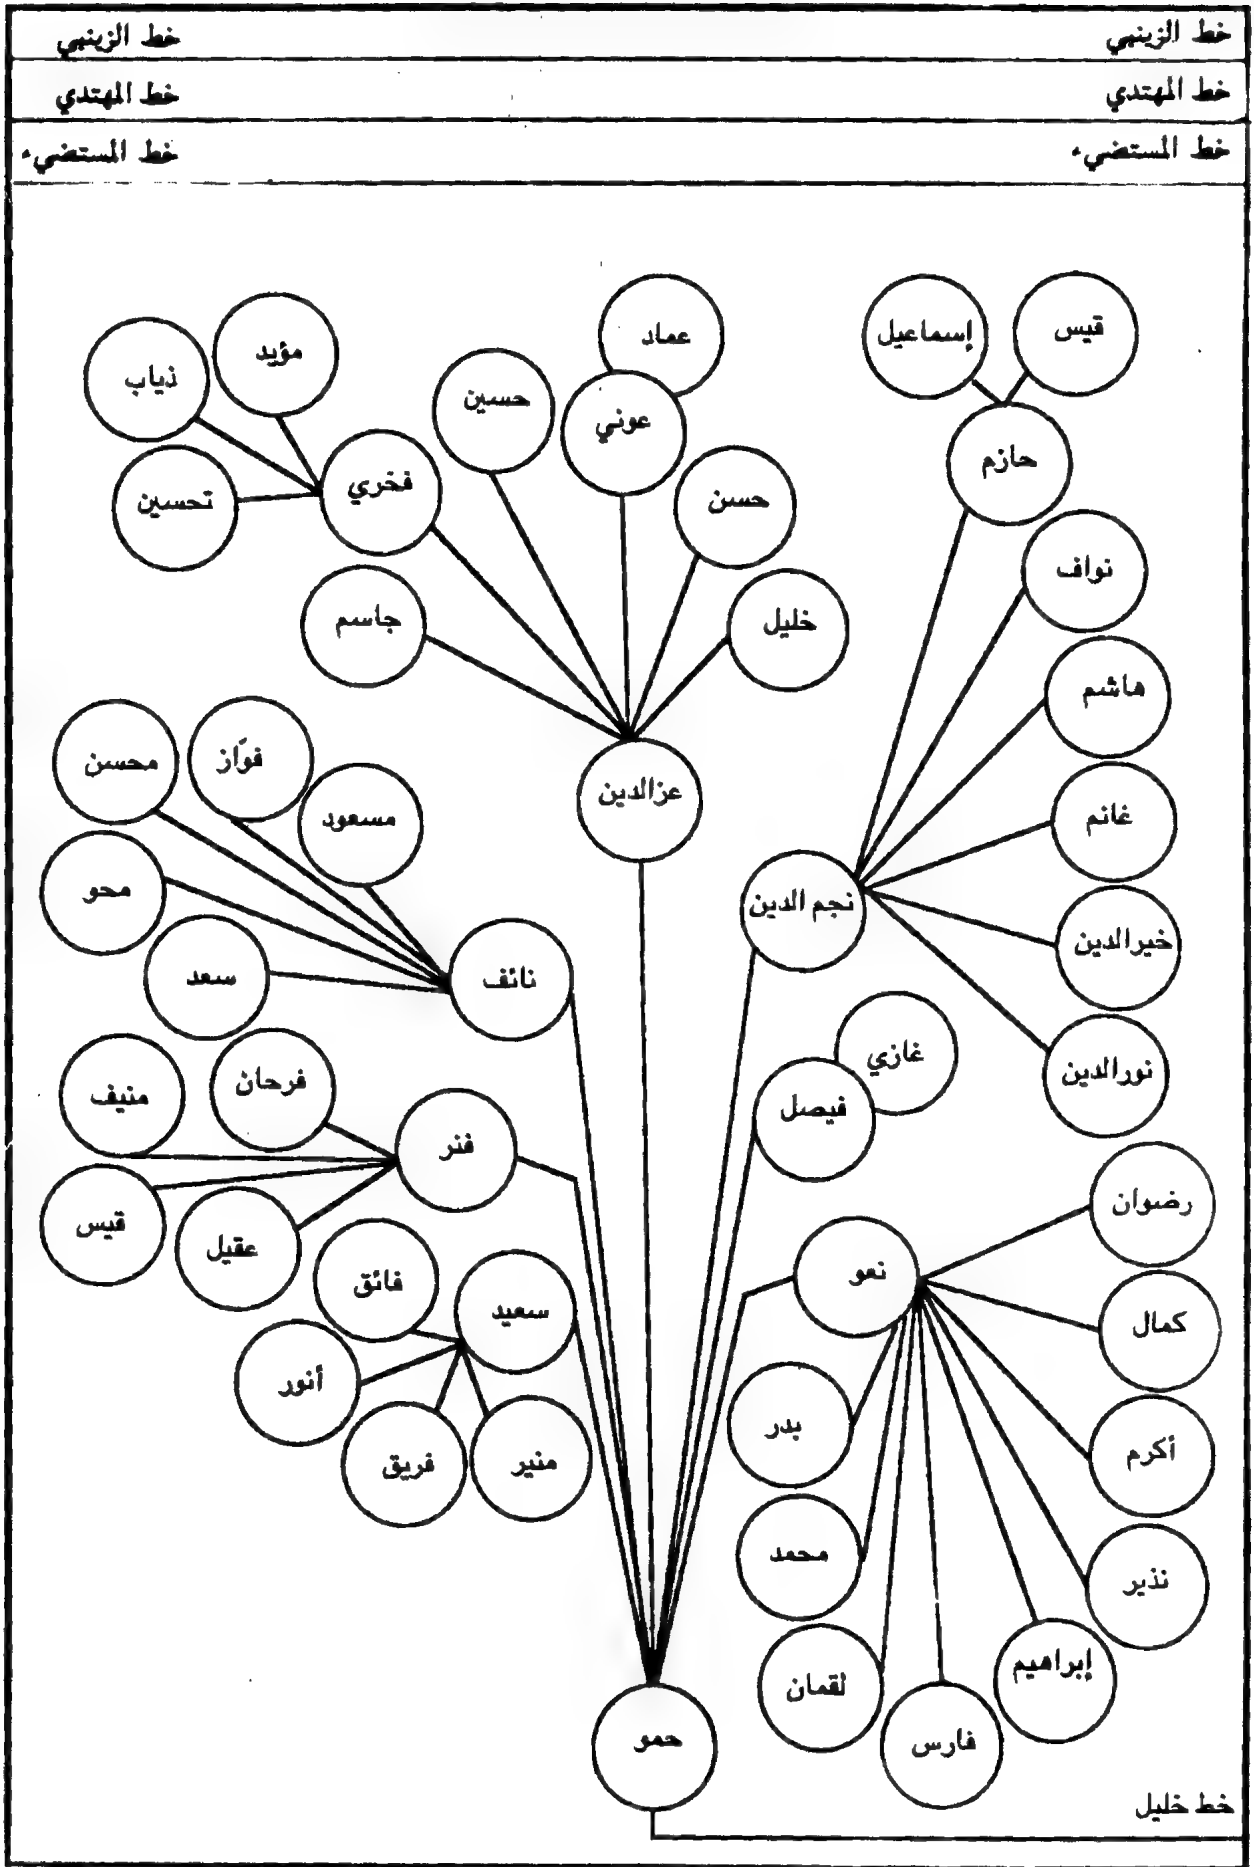 خط الزينبي
خط الزينبي
خط المهتدي
خط المهتدي
خط المستضيء
خط المستضيء
قيس
إسماعيل
حازم
نواف
هاشم
غانم
خيرالدين
نورالدين
نجم الدين
عماد
عوني
حسين
حسن
خليل
فخري
مؤيد
ذياب
تحسين
جاسم
عزالدين
مسعود
فوّاز
محسن
محو
سعد
نائف
غازي
فيصل
فرحان
منيف
قيس
عقيل
فنر
رضوان
كمال
أكرم
نذير
إبراهيم
فارس
لقمان
محمد
بدر
نعو
سعيد
فائق
أنور
فريق
منير
حمو
خط خليل